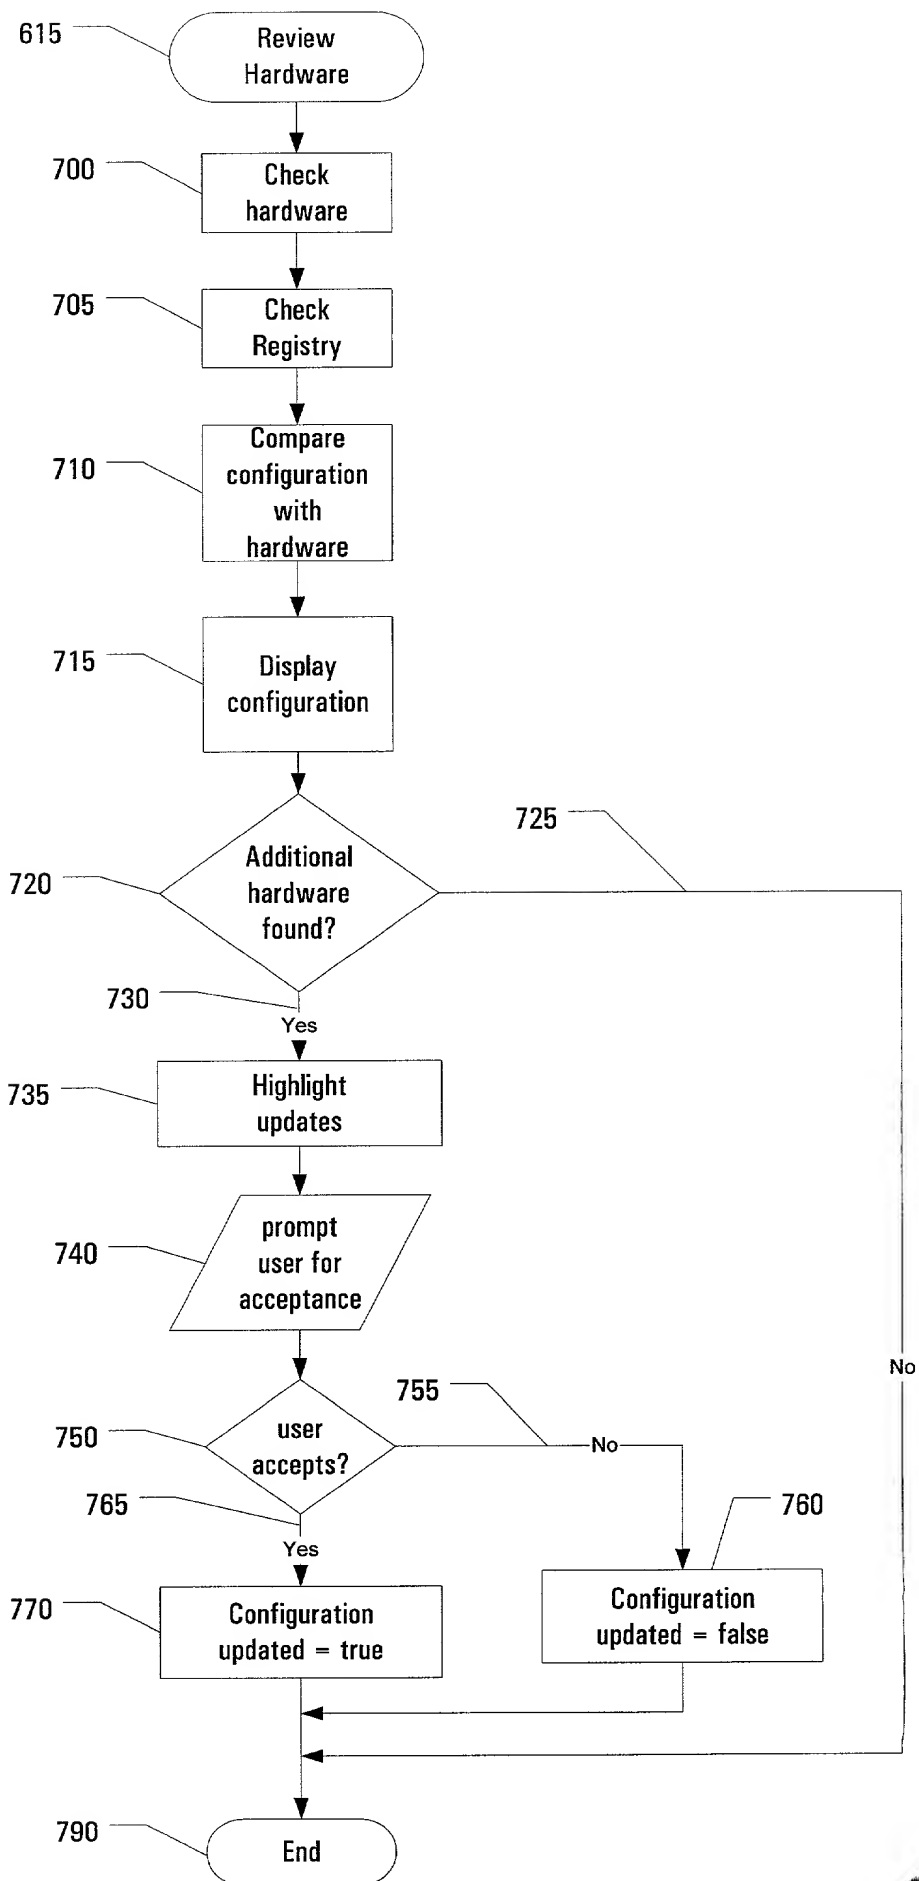 615
Review
Hardware
700
Check
hardware
705
Check
Registry
710
Compare
configuration
with
hardware
715
Display
configuration
725
720
Additional
hardware
found?
730
Yes
735
Highlight
updates
740
prompt
user for
acceptance
No
755
750
user
accepts?
No
765
Yes
760
770
Configuration
updated = true
Configuration
updated = false
790
End